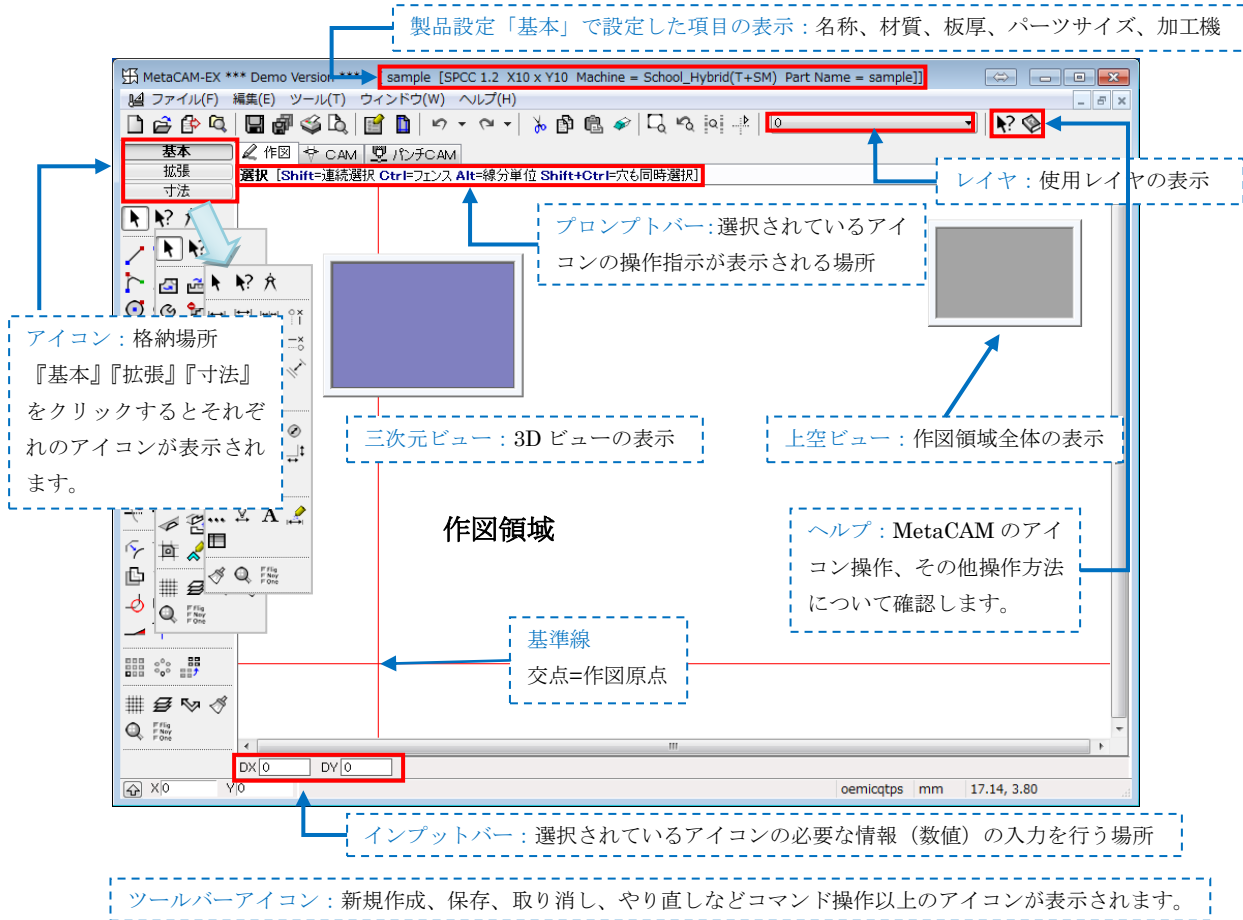 製品設定「基本」で設定した項目の表示：名称、材質、板厚、パーツサイズ、加工機
MetaCAM-EX *** Demo Version ***
sample [SPCC 1.2 X10 x Y10 Machine = School_Hybrid(T+SM) Part Name = sample]]
ファイル(F) 編集(E) ツール(T) ウィンドウ(W) ヘルプ(H)
0
基本
拡張
寸法
作図 CAM パンチCAM
選択 [Shift=連続選択 Ctrl=フェンス Alt=線分単位 Shift+Ctrl=穴も同時選択]
レイヤ：使用レイヤの表示
プロンプトバー：選択されているアイ
コンの操作指示が表示される場所
アイコン：格納場所
『基本』『拡張』『寸法』
をクリックするとそれぞ
れのアイコンが表示され
ます。
三次元ビュー：3D ビューの表示
上空ビュー：作図領域全体の表示
作図領域
ヘルプ：MetaCAM のアイ
コン操作、その他操作方法
について確認します。
基準線
交点=作図原点
DX 0 DY 0
X 0 Y 0
oemicqtps mm 17.14, 3.80
インプットバー：選択されているアイコンの必要な情報（数値）の入力を行う場所
ツールバーアイコン：新規作成、保存、取り消し、やり直しなどコマンド操作以上のアイコンが表示されます。